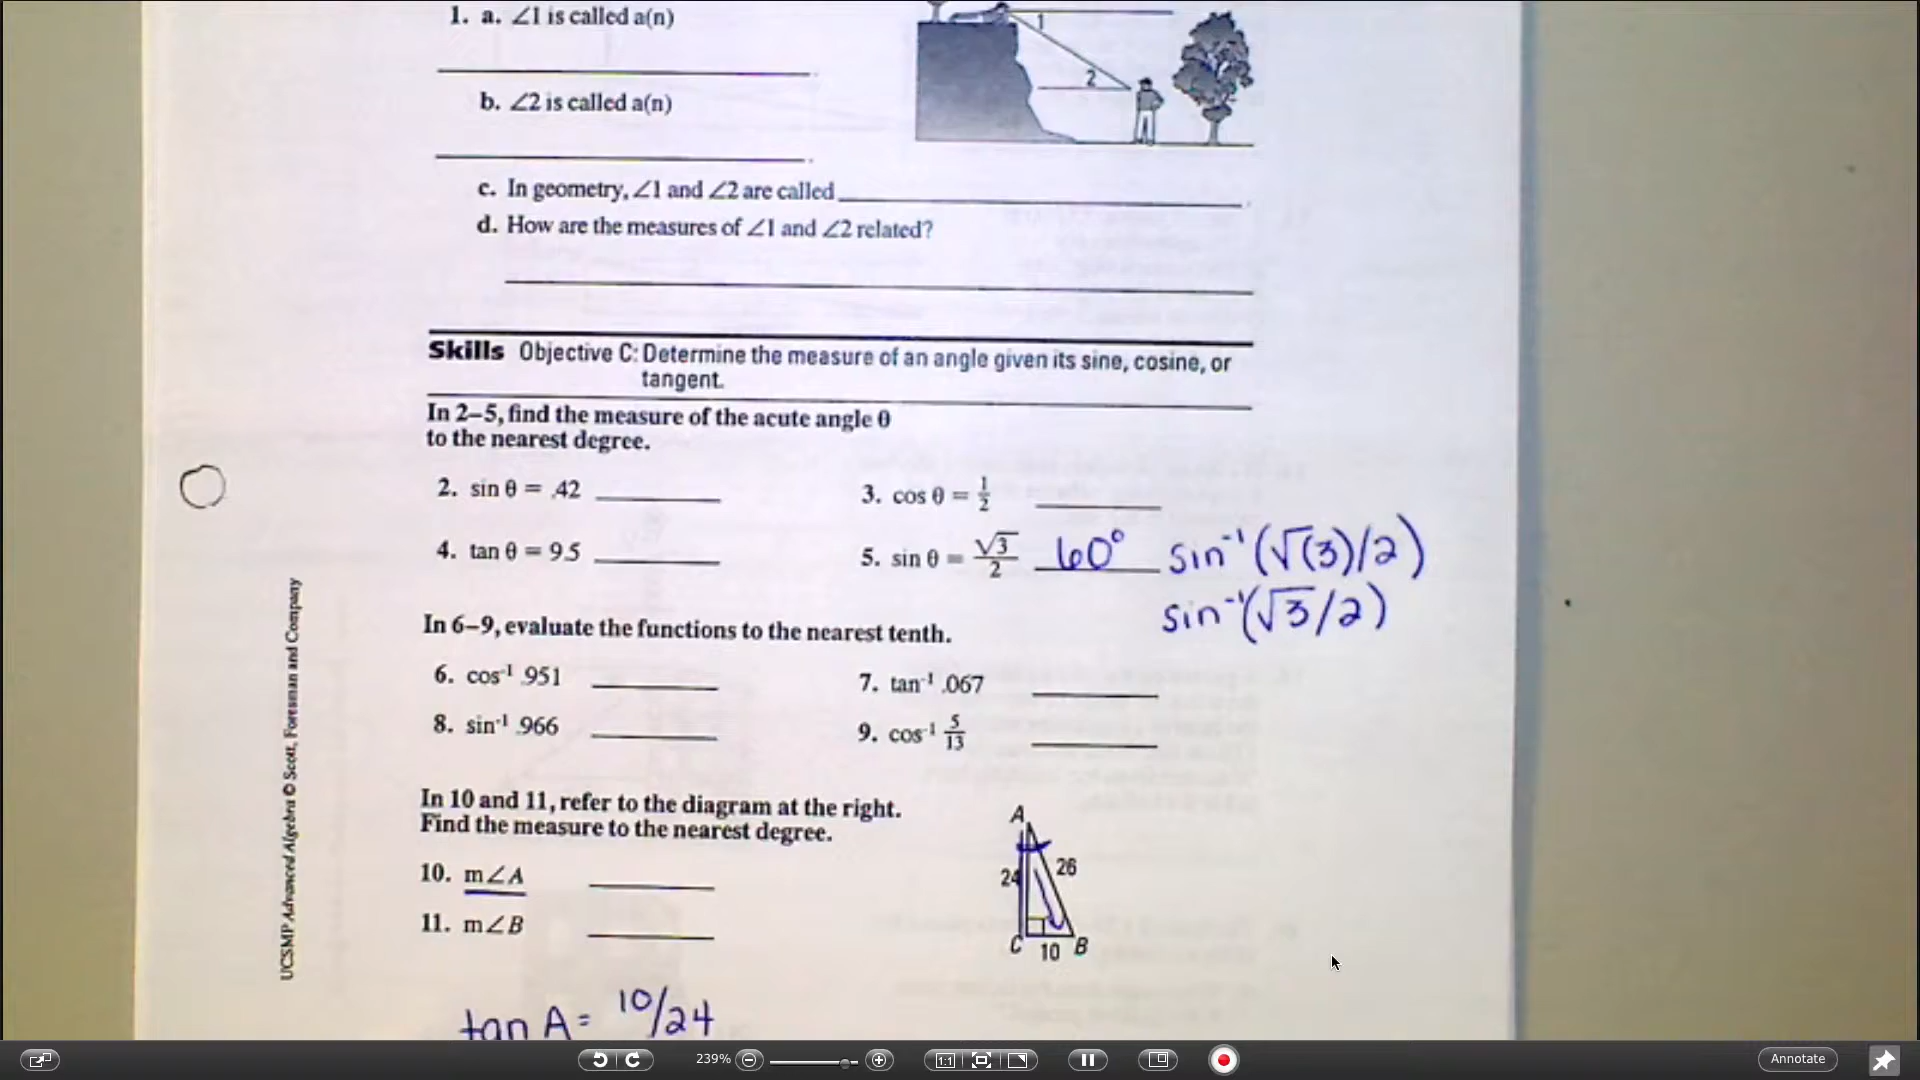 1. a. ∠1 is called a(n)
1
2
b. ∠2 is called a(n)
c. In geometry, ∠1 and ∠2 are called
d. How are the measures of ∠1 and ∠2 related?
Skills Objective C: Determine the measure of an angle given its sine, cosine, or
tangent.
In 2–5, find the measure of the acute angle θ
to the nearest degree.
2. sin θ = .42
3. cos θ = 1/2
4. tan θ = 9.5
5. sin θ = √3/2 60° sin⁻¹(√(3)/2)
sin⁻¹(√3/2)
In 6–9, evaluate the functions to the nearest tenth.
6. cos⁻¹ .951
7. tan⁻¹ .067
8. sin⁻¹ .966
9. cos⁻¹ 5/13
In 10 and 11, refer to the diagram at the right.
Find the measure to the nearest degree.
10. m∠A
11. m∠B
A
24
26
C 10 B
tan A = 10/24
UCSMP Advanced Algebra © Scott, Foresman and Company
239%
1:1
Annotate